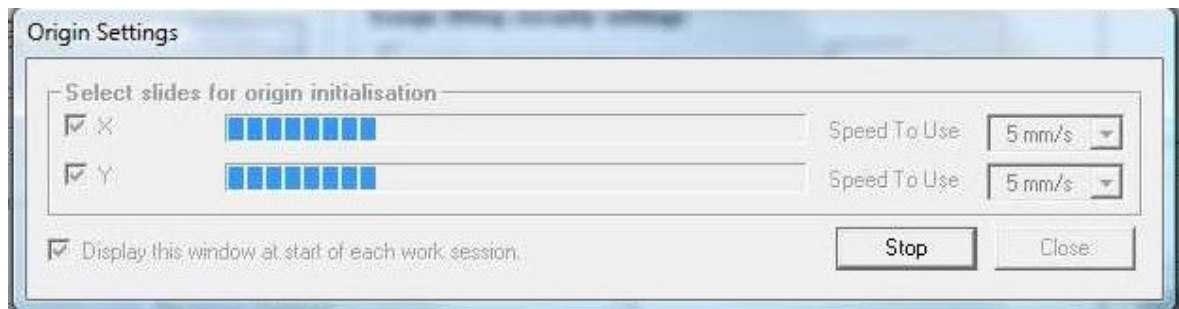 Origin Settings
Select slides for origin initialisation
X Speed To Use 5 mm/s
Y Speed To Use 5 mm/s
Display this window at start of each work session.
Stop Close